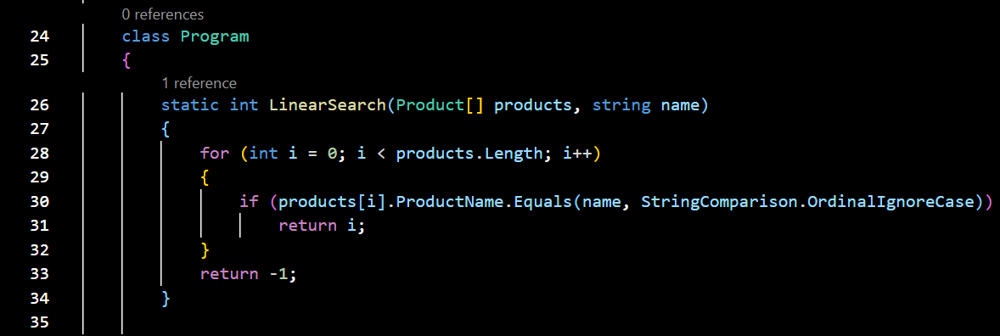 0 references
24 class Program
25 {
1 reference
26 static int LinearSearch(Product[] products, string name)
27 {
28 for (int i = 0; i < products.Length; i++)
29 {
30 if (products[i].ProductName.Equals(name, StringComparison.OrdinalIgnoreCase))
31 return i;
32 }
33 return -1;
34 }
35